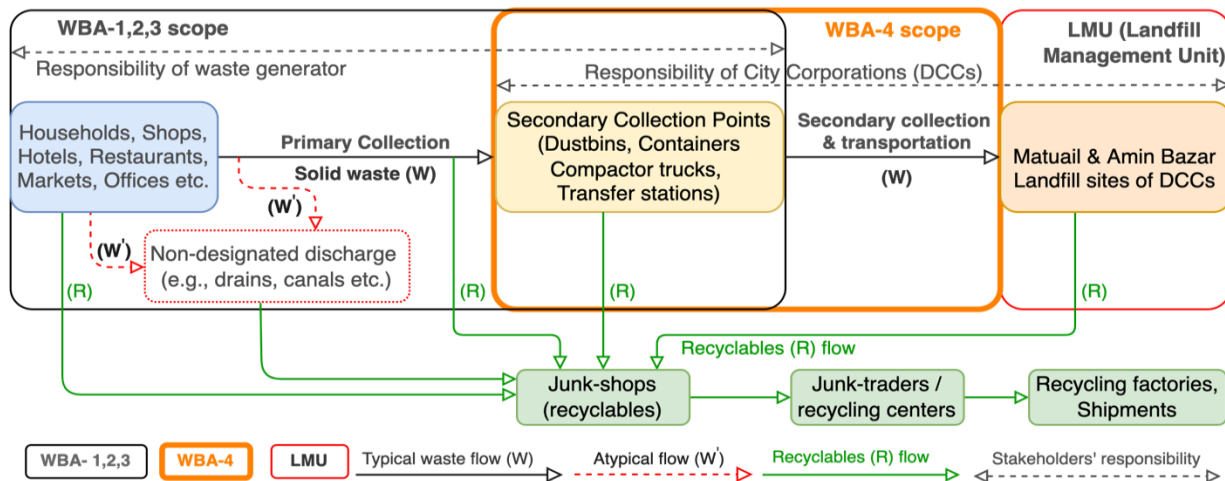 WBA-1,2,3 scope
WBA-4 scope
LMU (Landfill
Management Unit)
Responsibility of waste generator
Responsibility of City Corporations (DCCs)
Households, Shops,
Hotels, Restaurants,
Markets, Offices etc.
Primary Collection
Solid waste (W)
Secondary Collection Points
(Dustbins, Containers
Compactor trucks,
Transfer stations)
Secondary collection
& transportation
(W)
Matuail & Amin Bazar
Landfill sites of DCCs
(W')
(W')
Non-designated discharge
(e.g., drains, canals etc.)
(R)
(R)
(R)
(R)
Recyclables (R) flow
Junk-shops
(recyclables)
Junk-traders /
recycling centers
Recycling factories,
Shipments
WBA- 1,2,3
WBA-4
LMU
Typical waste flow (W)
Atypical flow (W')
Recyclables (R) flow
Stakeholders' responsibility